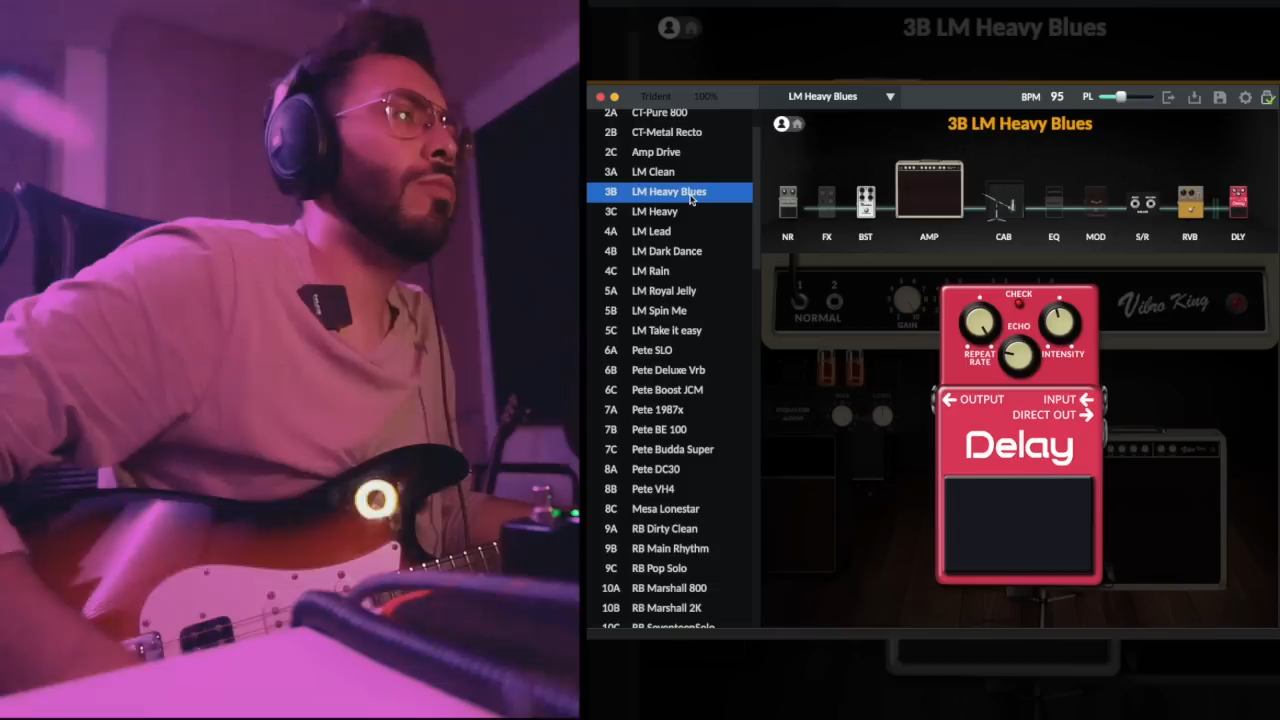 3B LM Heavy Blues
Trident 100%
LM Heavy Blues
BPM 95
PL
2A CT-Pure 800
2B CT-Metal Recto
2C Amp Drive
3A LM Clean
3B LM Heavy Blues
3C LM Heavy
4A LM Lead
4B LM Dark Dance
4C LM Rain
5A LM Royal Jelly
5B LM Spin Me
5C LM Take it easy
6A Pete SLO
6B Pete Deluxe Vrb
6C Pete Boost JCM
7A Pete 1987x
7B Pete BE 100
7C Pete Budda Super
8A Pete DC30
8B Pete VH4
8C Mesa Lonestar
9A RB Dirty Clean
9B RB Main Rhythm
9C RB Pop Solo
10A RB Marshall 800
10B RB Marshall 2K
10C RB SeventeenSolo
3B LM Heavy Blues
NR FX BST AMP CAB EQ MOD S/R RVB DLY
1 2
NORMAL
GAIN
Vibro King
CHECK
ECHO
REPEAT
RATE
INTENSITY
OUTPUT INPUT
DIRECT OUT
Delay